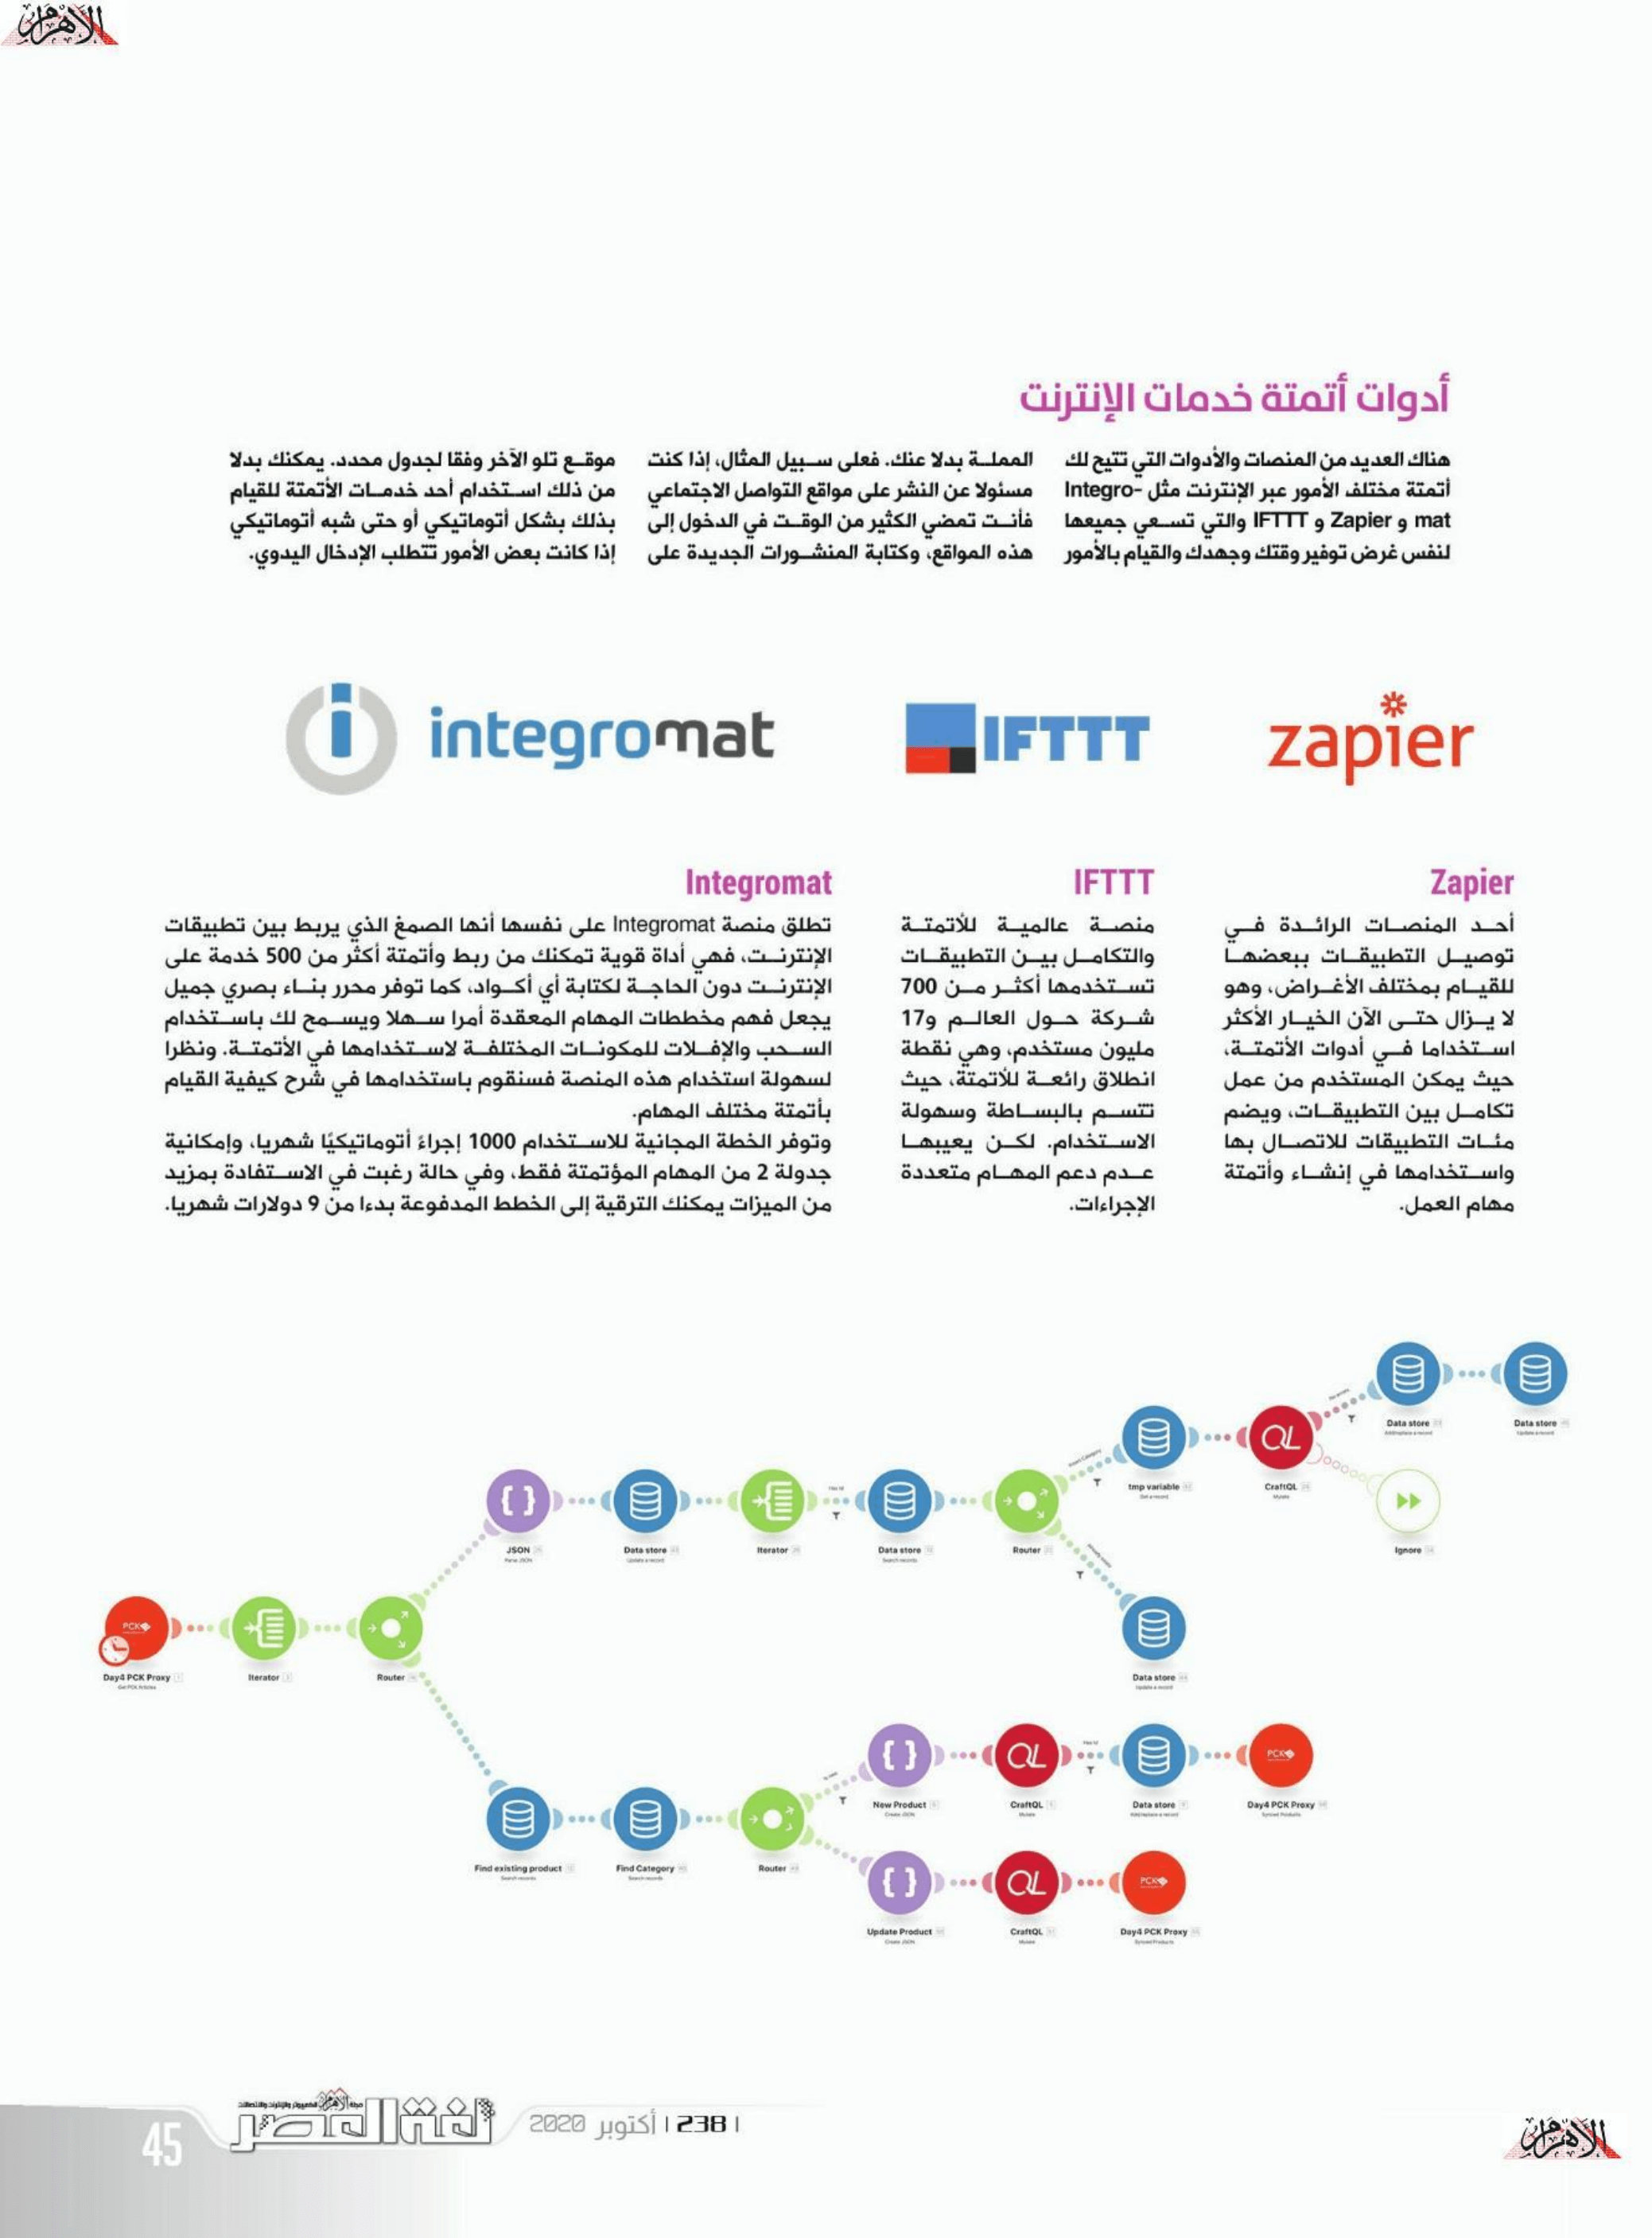 الأهرام
أدوات أتمتة خدمات الإنترنت
هناك العديد من المنصات والأدوات التي تتيح لك
أتمتة مختلف الأمور عبر الإنترنت مثل Integro-
mat و Zapier و IFTTT والتي تسعي جميعها
لنفس غرض توفير وقتك وجهدك والقيام بالأمور
المملة بدلا عنك. فعلى سبيل المثال، إذا كنت
مسئولا عن النشر على مواقع التواصل الاجتماعي
فأنت تمضي الكثير من الوقت في الدخول إلى
هذه المواقع، وكتابة المنشورات الجديدة على
موقع تلو الآخر وفقا لجدول محدد. يمكنك بدلا
من ذلك استخدام أحد خدمات الأتمتة للقيام
بذلك بشكل أتوماتيكي أو حتى شبه أتوماتيكي
إذا كانت بعض الأمور تتطلب الإدخال اليدوي.
zapier
IFTTT
integromat
Zapier
أحد المنصات الرائدة في
توصيل التطبيقات ببعضها
للقيام بمختلف الأغراض، وهو
لا يزال حتى الآن الخيار الأكثر
استخداما في أدوات الأتمتة،
حيث يمكن المستخدم من عمل
تكامل بين التطبيقات، ويضم
مئات التطبيقات للاتصال بها
واستخدامها في إنشاء وأتمتة
مهام العمل.
IFTTT
منصة عالمية للأتمتة
والتكامل بين التطبيقات
تستخدمها أكثر من 700
شركة حول العالم و17
مليون مستخدم، وهي نقطة
انطلاق رائعة للأتمتة، حيث
تتسم بالبساطة وسهولة
الاستخدام. لكن يعيبها
عدم دعم المهام متعددة
الإجراءات.
Integromat
تطلق منصة Integromat على نفسها أنها الصمغ الذي يربط بين تطبيقات
الإنترنت، فهي أداة قوية تمكنك من ربط وأتمتة أكثر من 500 خدمة على
الإنترنت دون الحاجة لكتابة أي أكواد، كما توفر محرر بناء بصري جميل
يجعل فهم مخططات المهام المعقدة أمرا سهلا ويسمح لك باستخدام
السحب والإفلات للمكونات المختلفة لاستخدامها في الأتمتة. ونظرا
لسهولة استخدام هذه المنصة فسنقوم باستخدامها في شرح كيفية القيام
بأتمتة مختلف المهام.
وتوفر الخطة المجانية للاستخدام 1000 إجراءً أتوماتيكيًا شهريا، وإمكانية
جدولة 2 من المهام المؤتمتة فقط، وفي حالة رغبت في الاستفادة بمزيد
من الميزات يمكنك الترقية إلى الخطط المدفوعة بدءا من 9 دولارات شهريا.
Data store
Data store
tmp variable
CraftQL
JSON
Data store
Iterator
Data store
Router
Ignore
PCK
Day4 PCK Proxy
Iterator
Router
Data store
New Product
CraftQL
Data store
PCK
Day4 PCK Proxy
Find existing product
Find Category
Router
Update Product
CraftQL
PCK
Day4 PCK Proxy
45
لغة العصر
| 238 | أكتوبر 2020
الأهرام